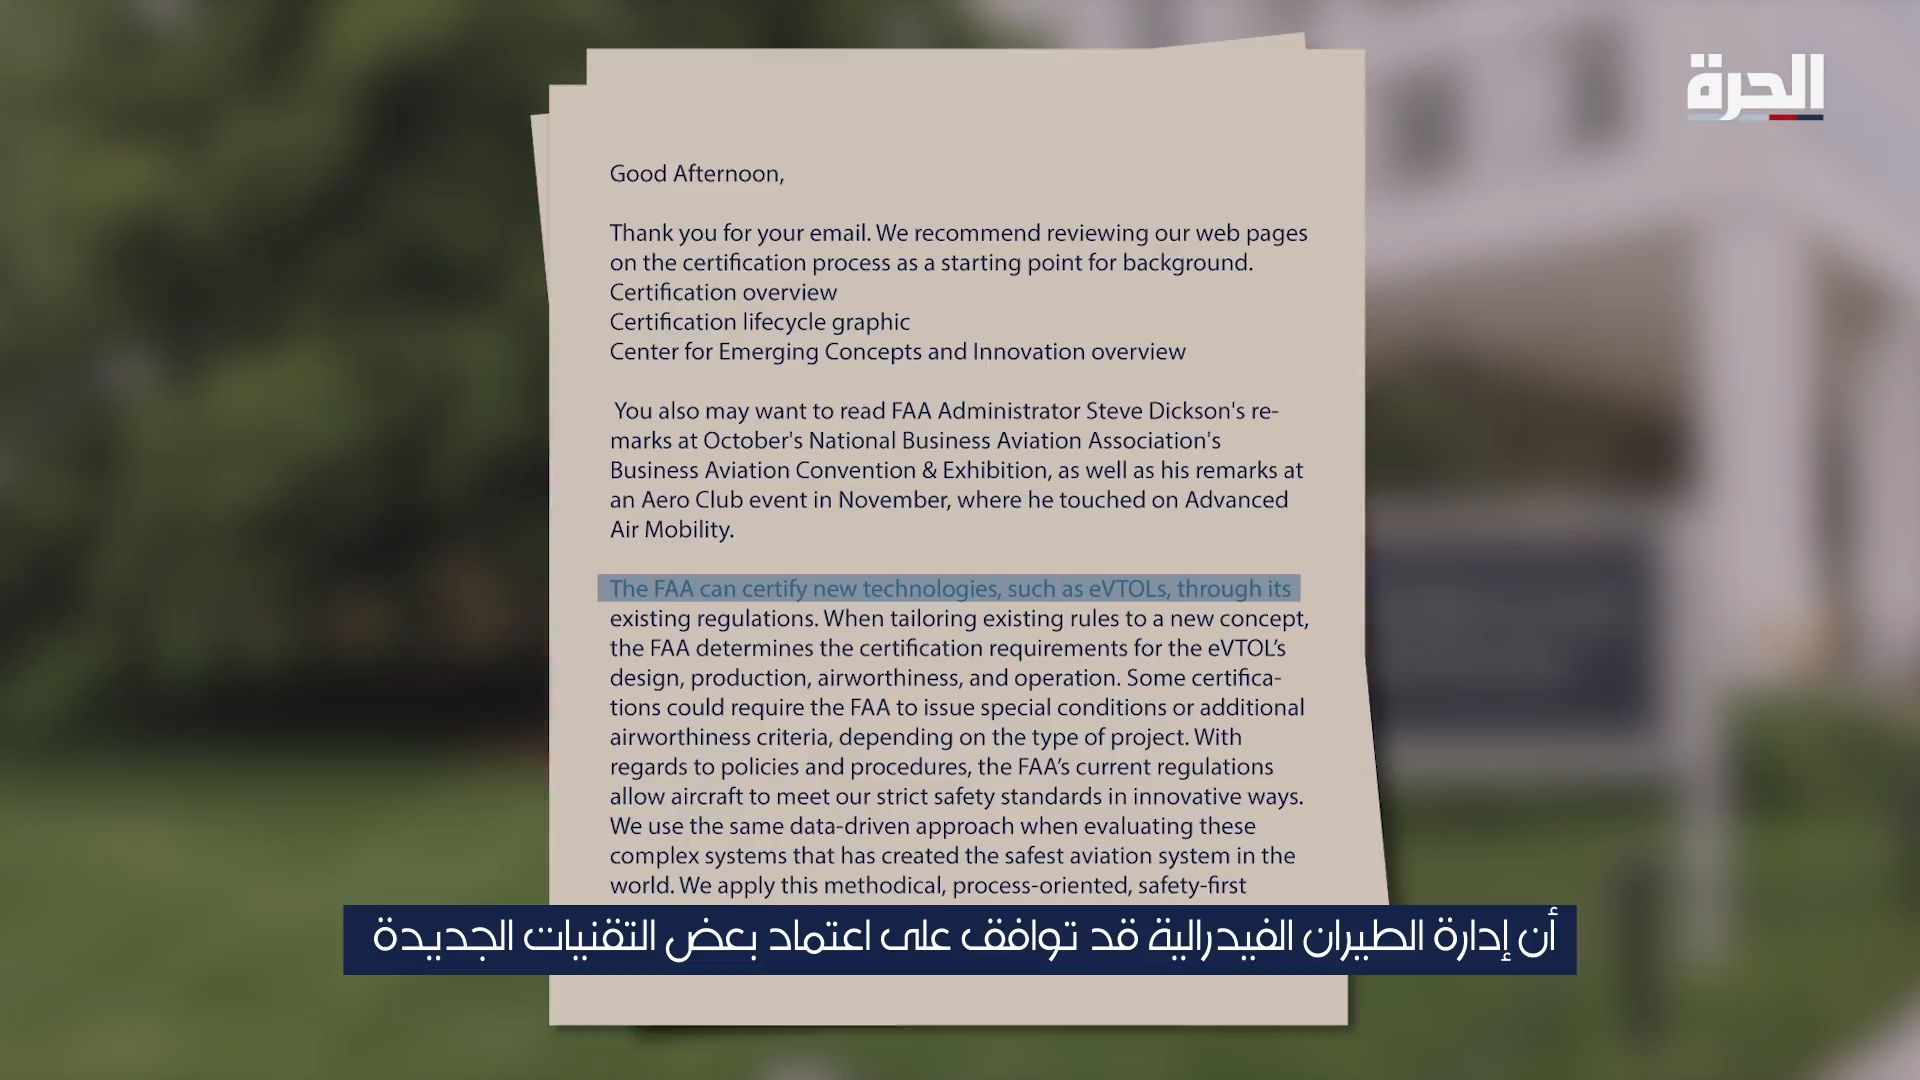 الحرة
Good Afternoon,
Thank you for your email. We recommend reviewing our web pages
on the certification process as a starting point for background.
Certification overview
Certification lifecycle graphic
Center for Emerging Concepts and Innovation overview
You also may want to read FAA Administrator Steve Dickson's re-
marks at October's National Business Aviation Association's
Business Aviation Convention & Exhibition, as well as his remarks at
an Aero Club event in November, where he touched on Advanced
Air Mobility.
The FAA can certify new technologies, such as eVTOLs, through its
existing regulations. When tailoring existing rules to a new concept,
the FAA determines the certification requirements for the eVTOL’s
design, production, airworthiness, and operation. Some certifica-
tions could require the FAA to issue special conditions or additional
airworthiness criteria, depending on the type of project. With
regards to policies and procedures, the FAA’s current regulations
allow aircraft to meet our strict safety standards in innovative ways.
We use the same data-driven approach when evaluating these
complex systems that has created the safest aviation system in the
world. We apply this methodical, process-oriented, safety-first
أن إدارة الطيران الفيدرالية قد توافق على اعتماد بعض التقنيات الجديدة